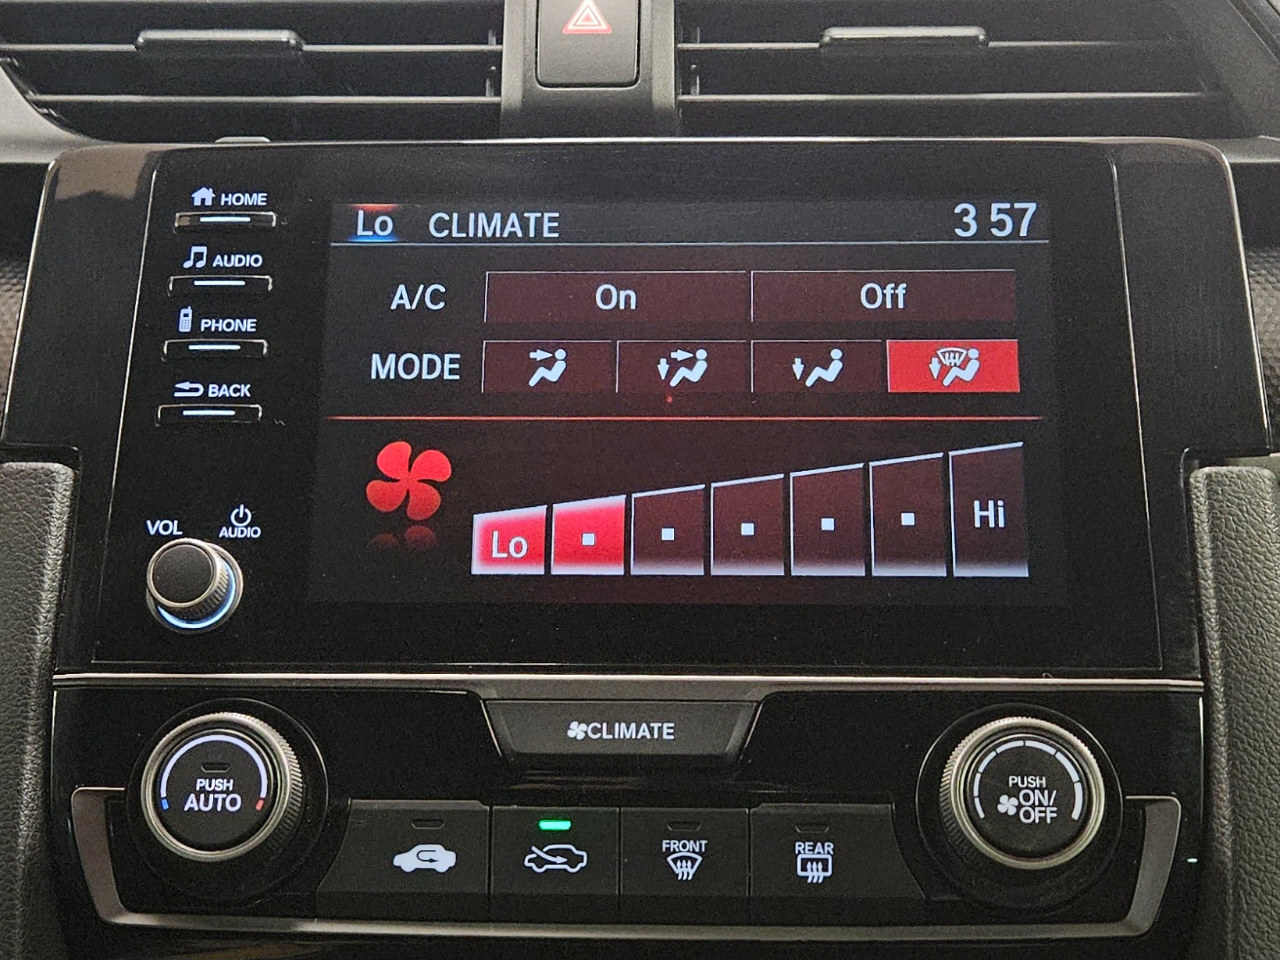 HOME
AUDIO
PHONE
BACK
VOL
AUDIO
Lo CLIMATE 3 57
A/C On Off
MODE
Lo Hi
CLIMATE
PUSH
AUTO
FRONT
REAR
PUSH
ON/
OFF